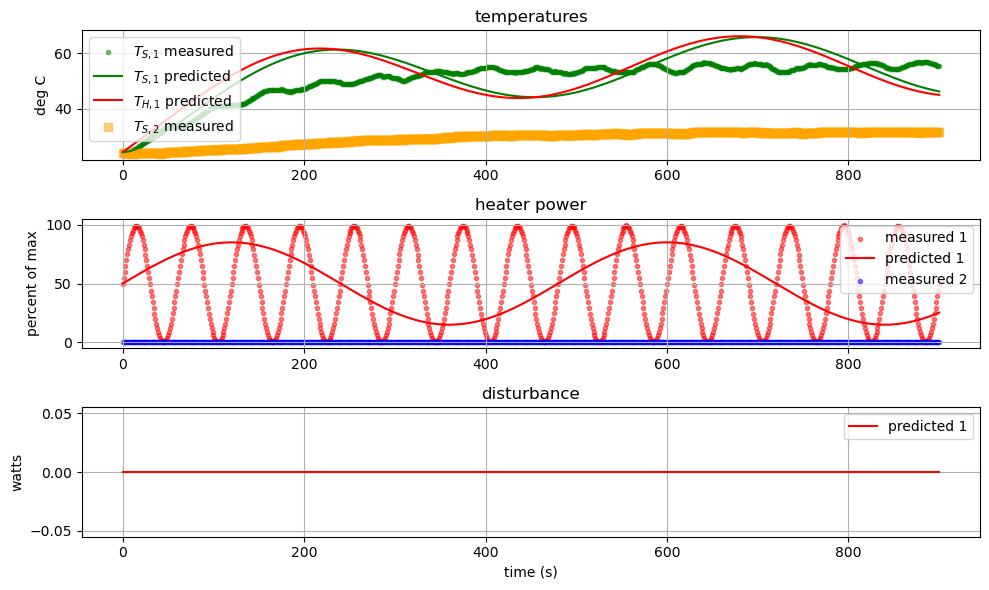 temperatures
deg C
60
40
T_{S,1} measured
T_{S,1} predicted
T_{H,1} predicted
T_{S,2} measured
0
200
400
600
800
heater power
percent of max
100
50
0
measured 1
predicted 1
measured 2
0
200
400
600
800
disturbance
watts
0.05
0.00
−0.05
predicted 1
0
200
400
600
800
time (s)